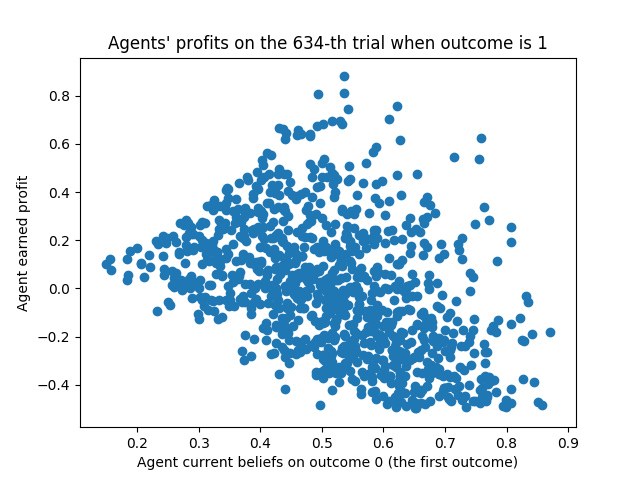 Agents' profits on the 634-th trial when outcome is 1
Agent earned profit
0.8
0.6
0.4
0.2
0.0
−0.2
−0.4
0.2 0.3 0.4 0.5 0.6 0.7 0.8 0.9
Agent current beliefs on outcome 0 (the first outcome)